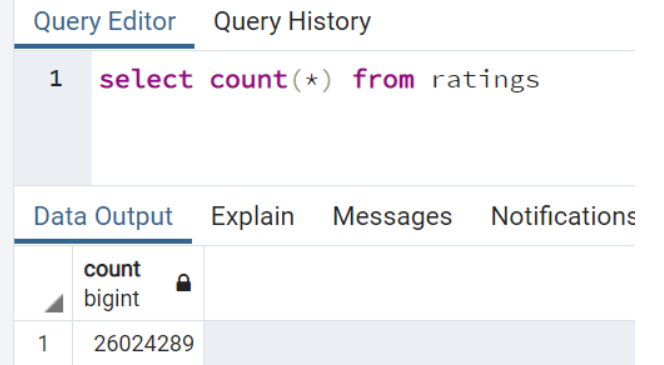 Query Editor Query History
1 select count(*) from ratings
Data Output Explain Messages Notifications
count
bigint
1 26024289